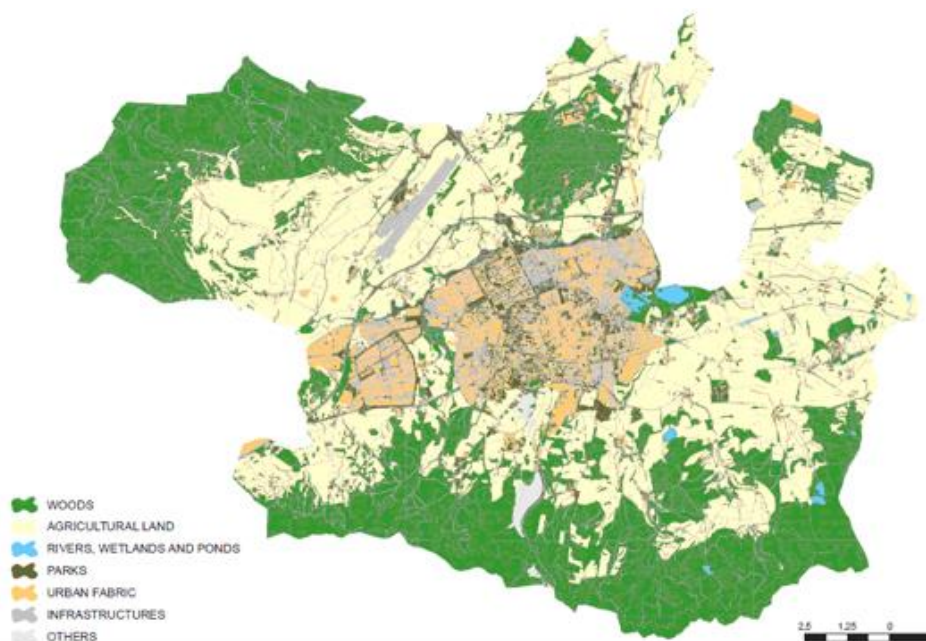 WOODS
AGRICULTURAL LAND
RIVERS, WETLANDS AND PONDS
PARKS
URBAN FABRIC
INFRASTRUCTURES
OTHERS
2,5 1,25 0